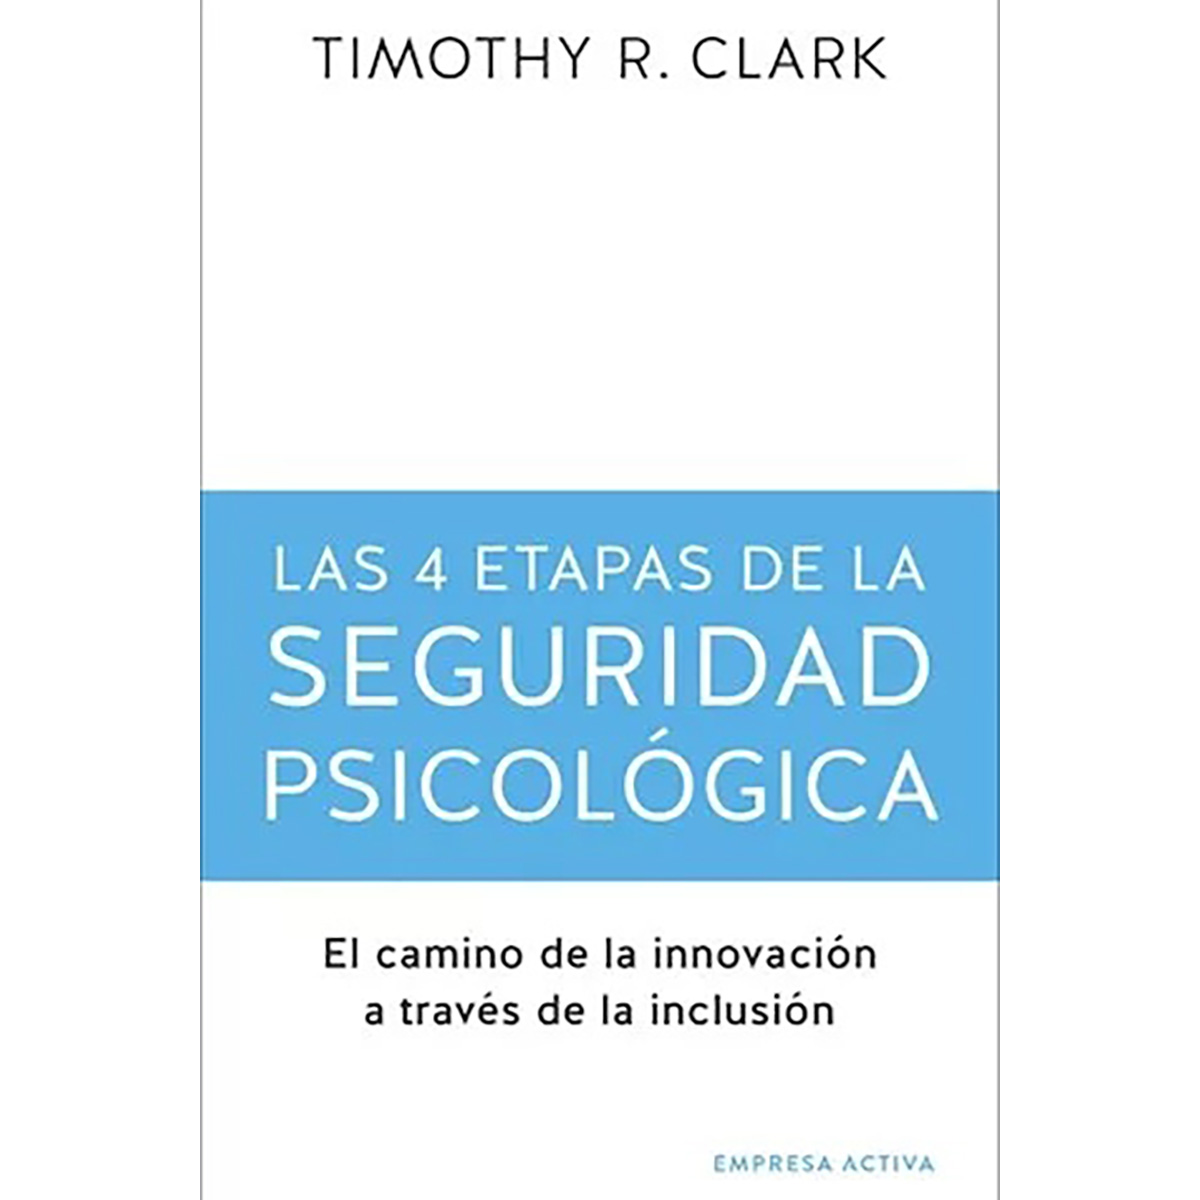 TIMOTHY R. CLARK
LAS 4 ETAPAS DE LA
SEGURIDAD
PSICOLÓGICA
El camino de la innovación
a través de la inclusión
EMPRESA ACTIVA